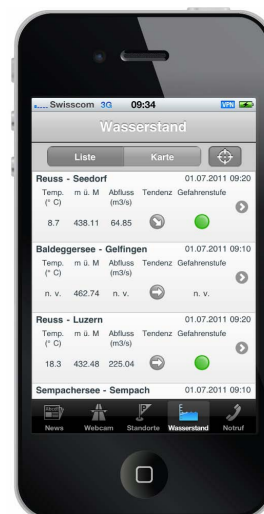 Swisscom 3G 09:34 VPN
Wasserstand
Liste Karte
Reuss - Seedorf 01.07.2011 09:20
Temp. m ü. M Abfluss Tendenz Gefahrenstufe
(° C) (m3/s)
8.7 438.11 64.85
Baldeggersee - Gelfingen 01.07.2011 09:10
Temp. m ü. M Abfluss Tendenz Gefahrenstufe
(° C) (m3/s)
n. v. 462.74 n. v. n. v.
Reuss - Luzern 01.07.2011 09:20
Temp. m ü. M Abfluss Tendenz Gefahrenstufe
(° C) (m3/s)
18.3 432.48 225.04
Sempachersee - Sempach 01.07.2011 09:10
News Webcam Standorte Wasserstand Notruf